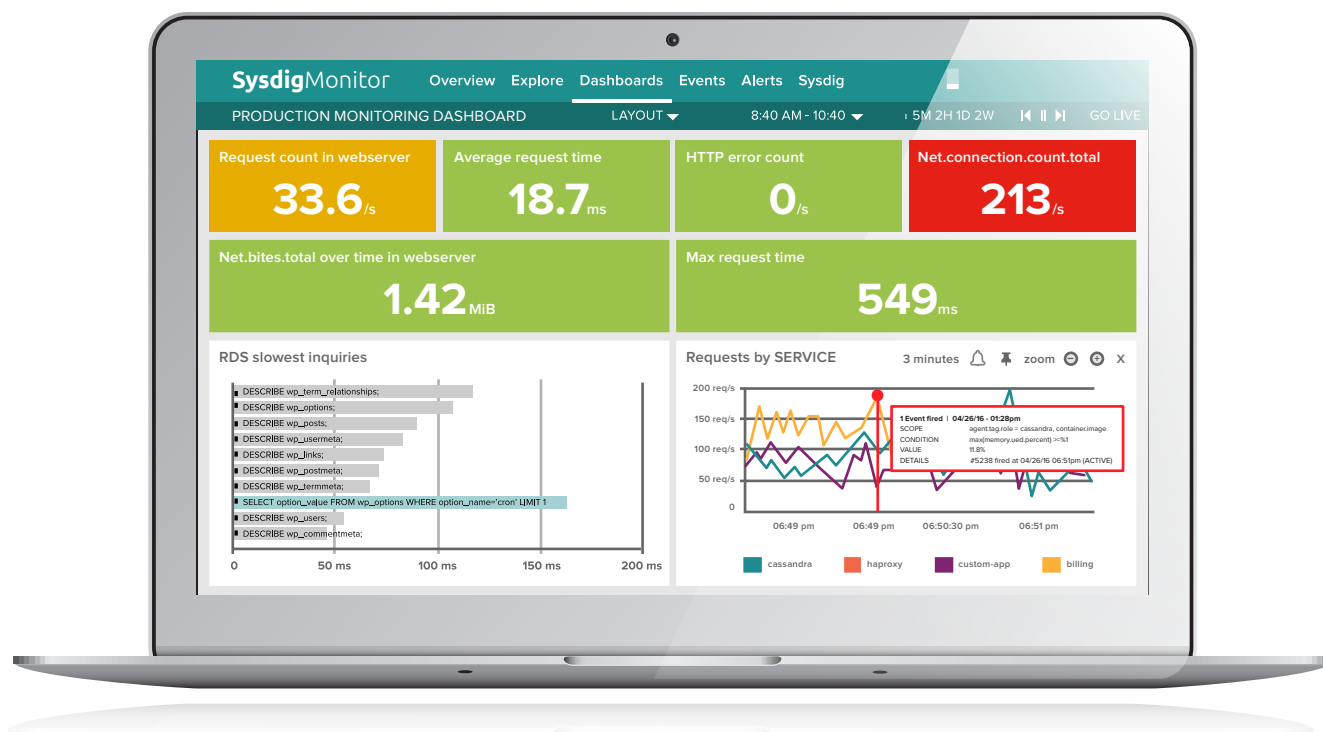 SysdigMonitor Overview Explore Dashboards Events Alerts Sysdig
PRODUCTION MONITORING DASHBOARD LAYOUT 8:40 AM - 10:40 5M 2H 1D 2W GO LIVE
Request count in webserver
33.6/s
Average request time
18.7ms
HTTP error count
0/s
Net.connection.count.total
213/s
Net.bites.total over time in webserver
1.42 MiB
Max request time
549ms
RDS slowest inquiries
DESCRIBE wp_term_relationships;
DESCRIBE wp_options;
DESCRIBE wp_posts;
DESCRIBE wp_usermeta;
DESCRIBE wp_links;
DESCRIBE wp_postmeta;
DESCRIBE wp_termmeta;
SELECT option_value FROM wp_options WHERE option_name='cron' LIMIT 1
DESCRIBE wp_users;
DESCRIBE wp_commentmeta;
0 50 ms 100 ms 150 ms 200 ms
Requests by SERVICE 3 minutes zoom X
200 req/s
150 req/s
100 req/s
50 req/s
0
1 Event fired | 04/26/16 - 01:28pm
SCOPE agent.tag.role = cassandra, container.image
CONDITION max(memory.ued.percent) >=%1
VALUE 11.8%
DETAILS #5238 fired at 04/26/16 06:51pm (ACTIVE)
06:49 pm 06:49 pm 06:50:30 pm 06:51 pm
cassandra haproxy custom-app billing